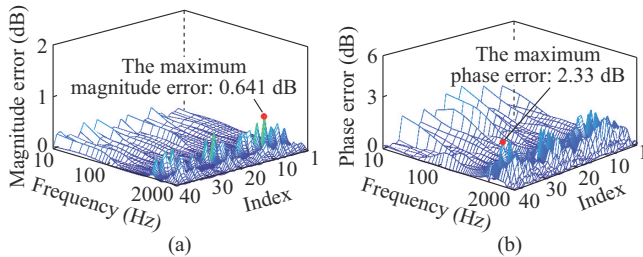 Magnitude error (dB)
2
1
0
The maximum
magnitude error: 0.641 dB
10
100
2000
Frequency (Hz)
40
30
20
10
1
Index
(a)
Phase error (dB)
6
3
0
The maximum
phase error: 2.33 dB
10
100
2000
Frequency (Hz)
40
30
20
10
1
Index
(b)